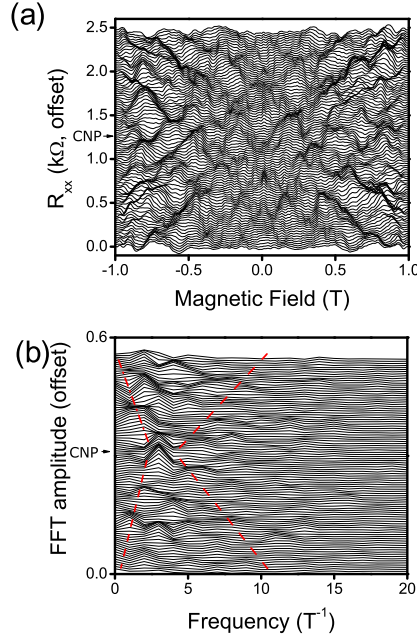 (a)
2.5
2.0
1.5
CNP
1.0
0.5
0.0
Rxx (kΩ, offset)
-1.0 -0.5 0.0 0.5 1.0
Magnetic Field (T)
(b)
0.6
CNP
0.0
FFT amplitude (offset)
0 5 10 15 20
Frequency (T⁻¹)